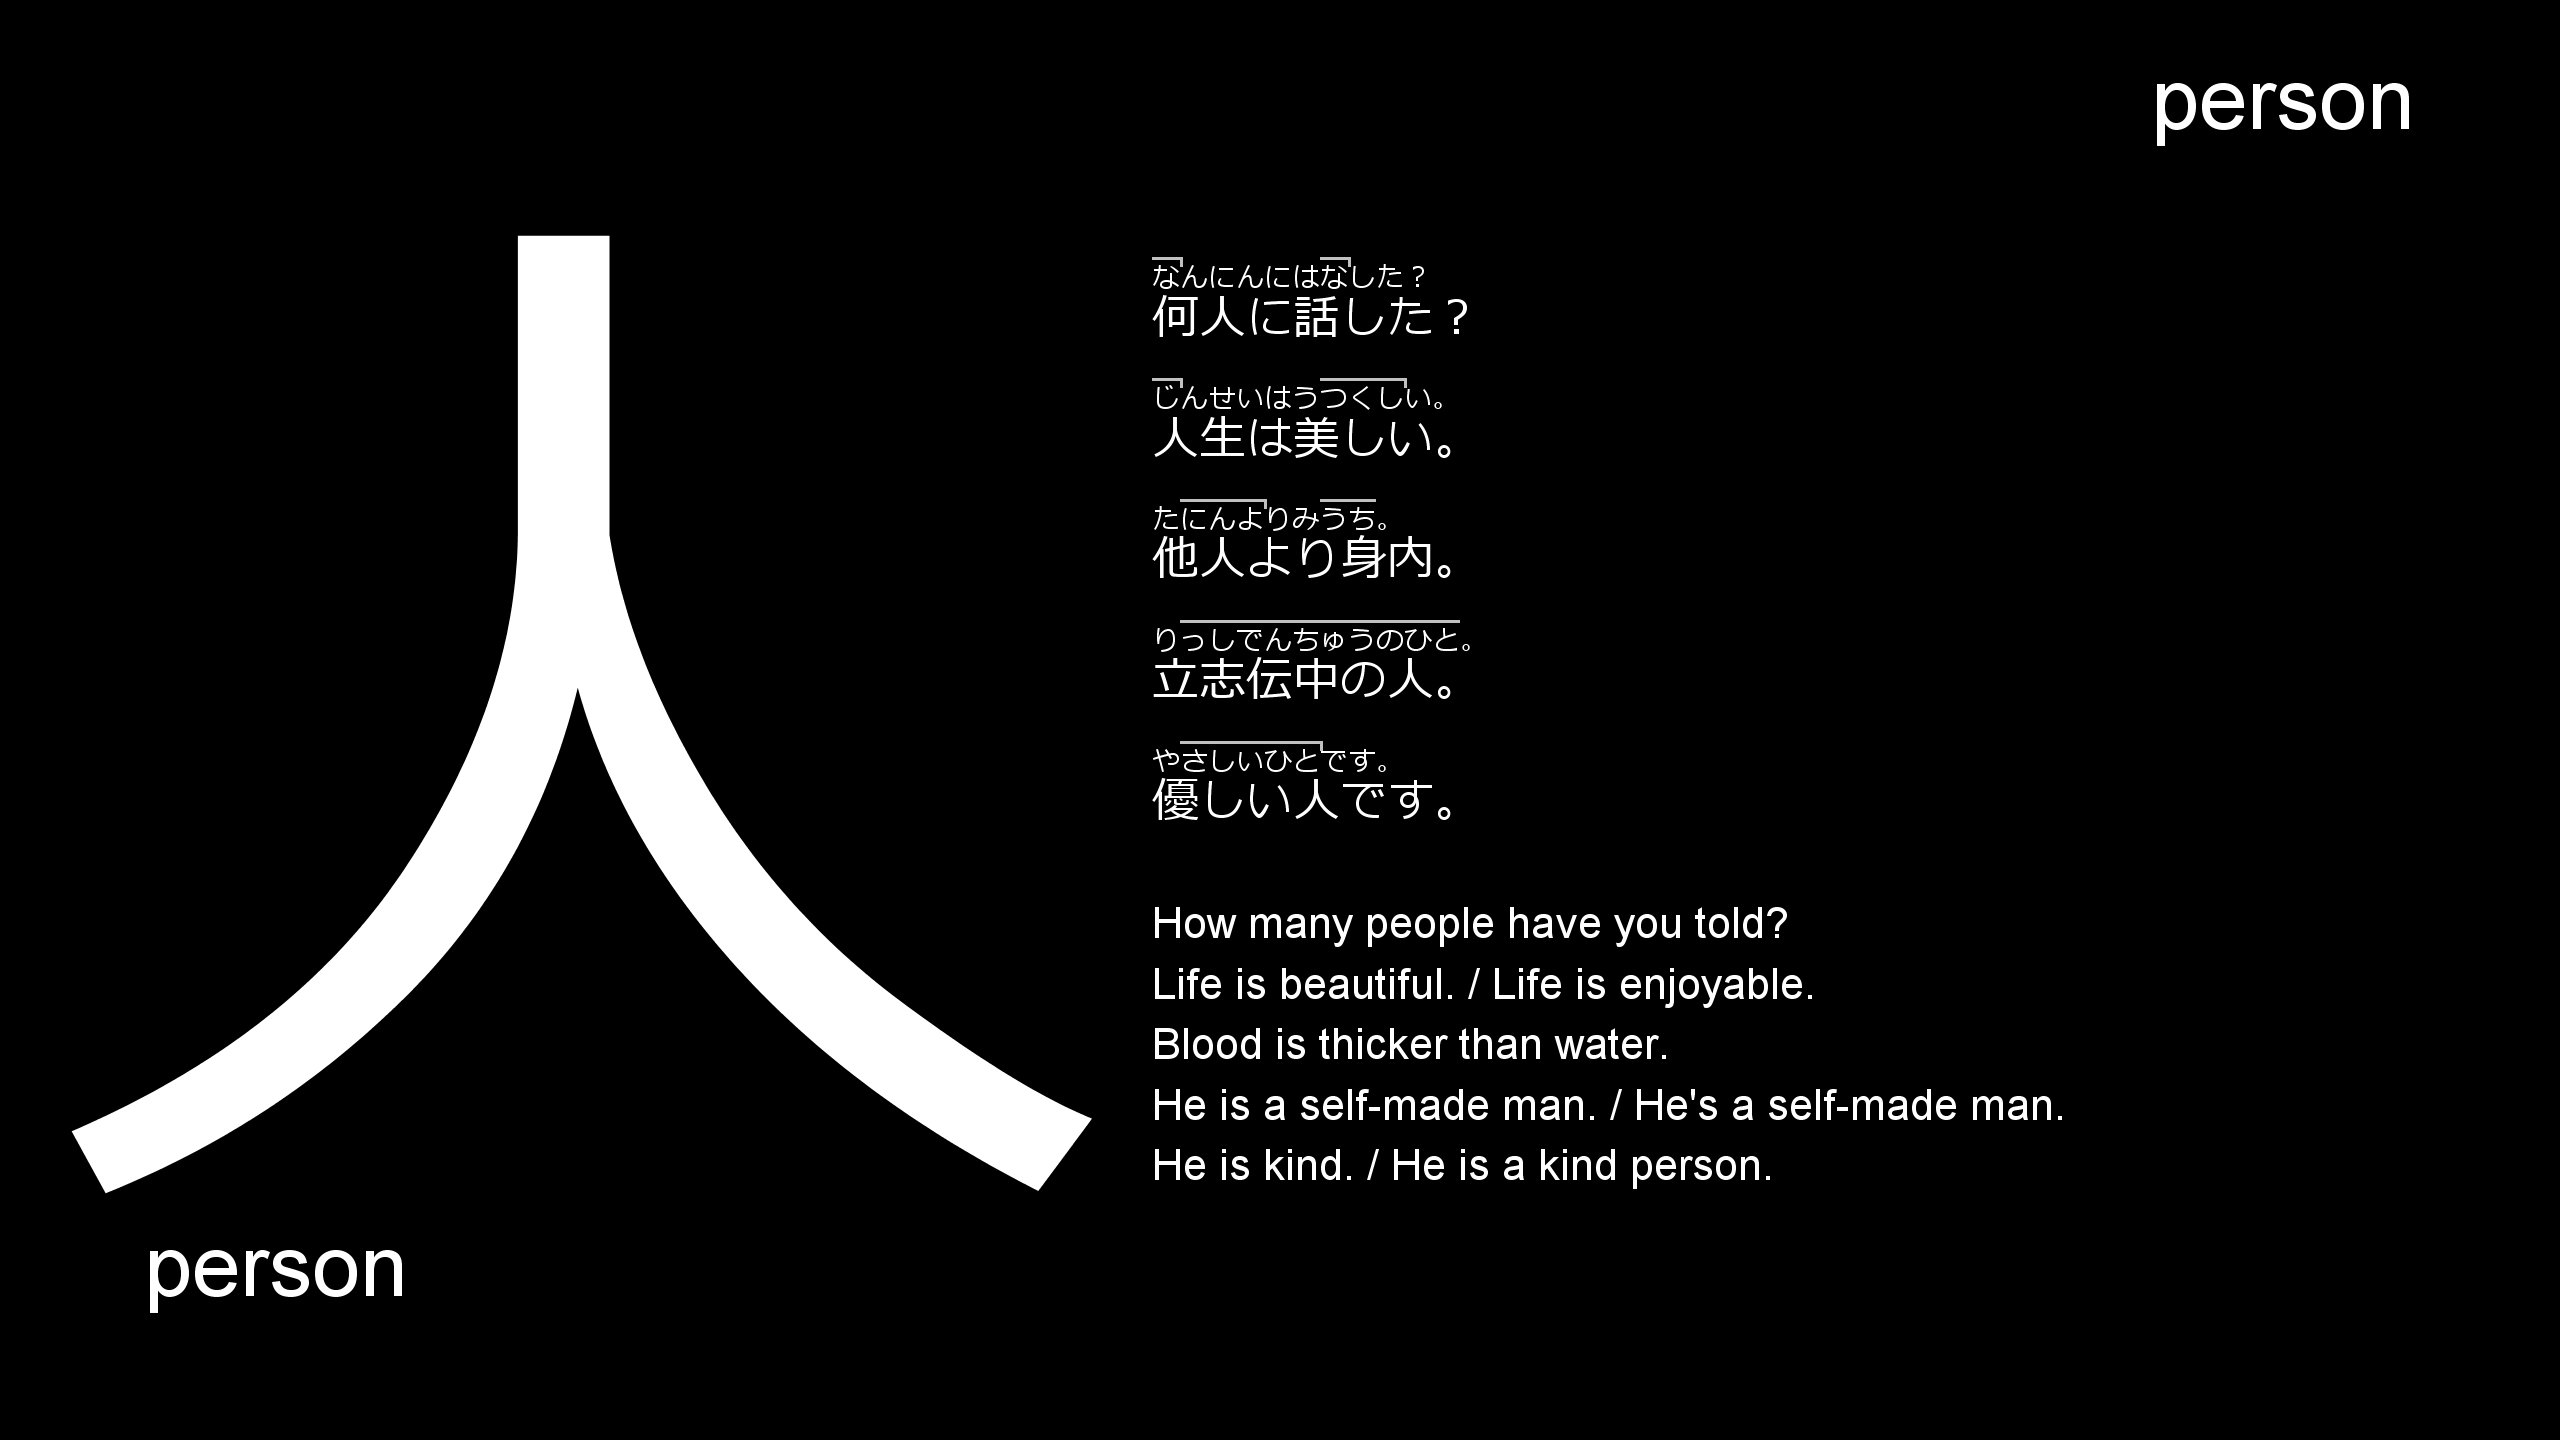 person
人
なんにんにはなした？
何人に話した？
じんせいはうつくしい。
人生は美しい。
たにんよりみうち。
他人より身内。
りっしでんちゅうのひと。
立志伝中の人。
やさしいひとです。
優しい人です。
How many people have you told?
Life is beautiful. / Life is enjoyable.
Blood is thicker than water.
He is a self-made man. / He's a self-made man.
He is kind. / He is a kind person.
person